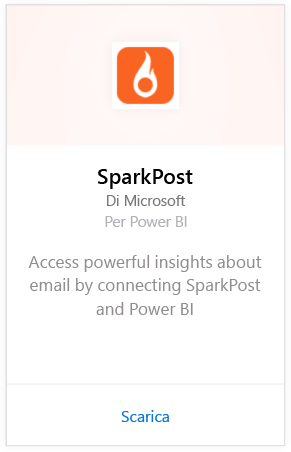 SparkPost
Di Microsoft
Per Power BI
Access powerful insights about
email by connecting SparkPost
and Power BI
Scarica